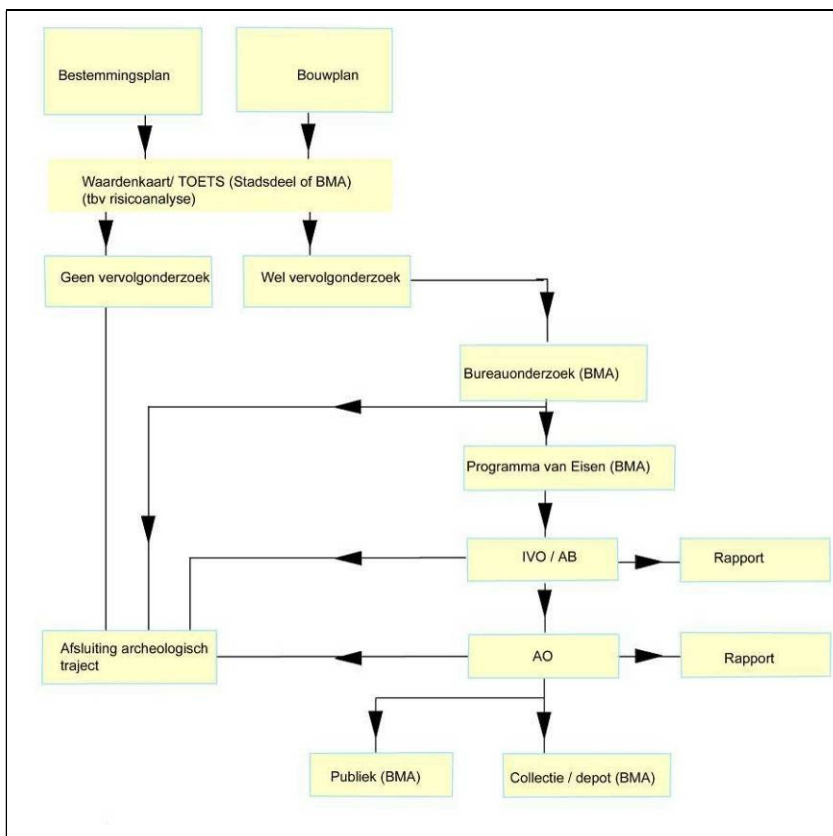 Bestemmingsplan
Bouwplan
Waardenkaart/ TOETS (Stadsdeel of BMA)
(tbv risicoanalyse)
Geen vervolgonderzoek
Wel vervolgonderzoek
Bureauonderzoek (BMA)
Programma van Eisen (BMA)
IVO / AB
Rapport
Afsluiting archeologisch
traject
AO
Rapport
Publiek (BMA)
Collectie / depot (BMA)